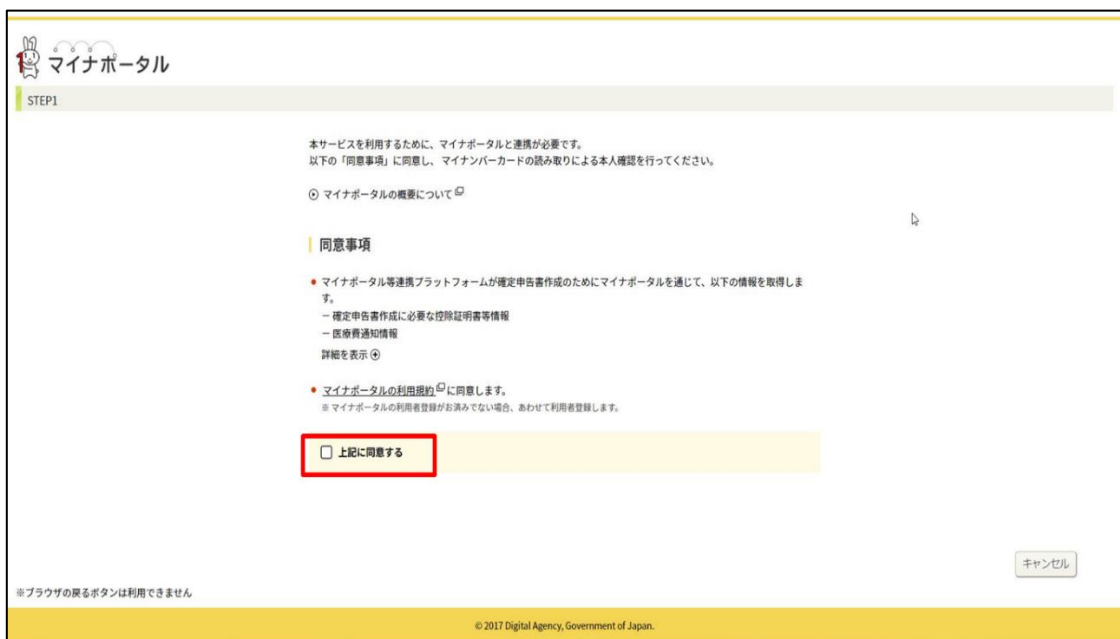 マイナポータル
STEP1
本サービスを利用するために、マイナポータルと連携が必要です。
以下の「同意事項」に同意し、 マイナンバーカードの読み取りによる本人確認を行ってください。
マイナポータルの概要について
同意事項
マイナポータル等連携プラットフォームが確定申告書作成のためにマイナポータルを通じて、以下の情報を取得しま
す。
− 確定申告書作成に必要な控除証明書等情報
− 医療費通知情報
詳細を表示
マイナポータルの利用規約に同意します。
※ マイナポータルの利用者登録がお済みでない場合、あわせて利用者登録します。
上記に同意する
キャンセル
※ブラウザの戻るボタンは利用できません
© 2017 Digital Agency, Government of Japan.